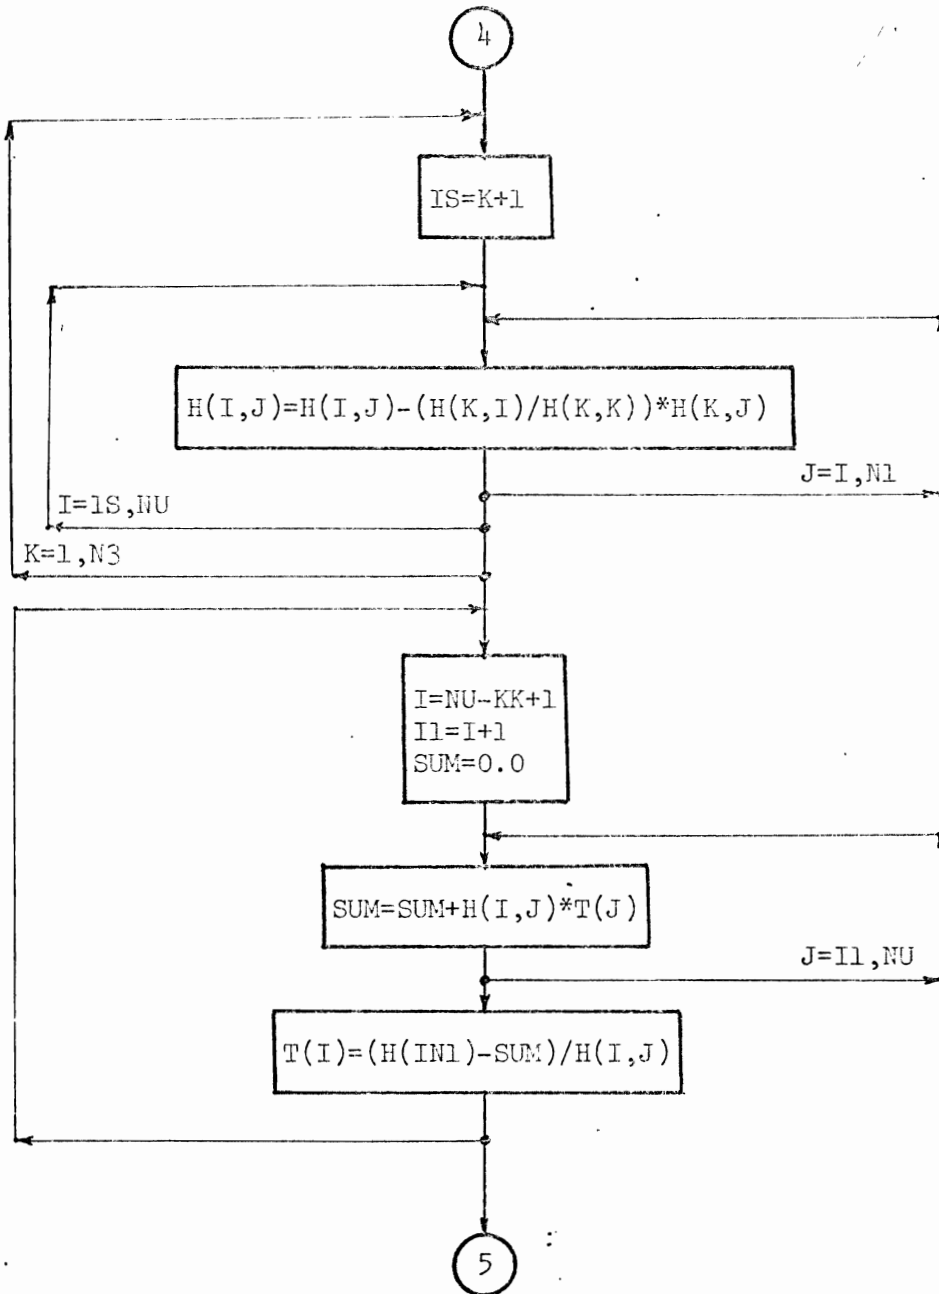 4
IS=K+1
H(I,J)=H(I,J)-(H(K,I)/H(K,K))*H(K,J)
J=I,N1
I=1S,NU
K=1,N3
I=NU-KK+1
I1=I+1
SUM=0.0
SUM=SUM+H(I,J)*T(J)
J=I1,NU
T(I)=(H(IN1)-SUM)/H(I,J)
5